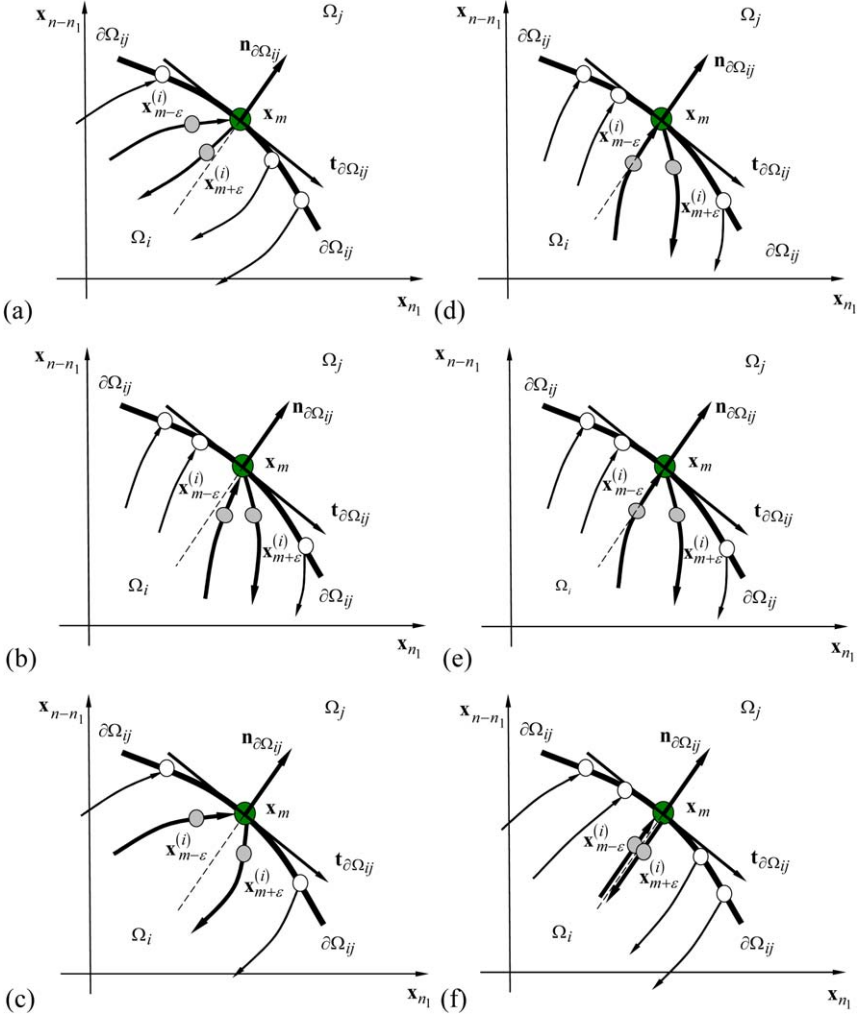 x_{n-n_1}
Ω_j
∂Ω_{ij}
n_{∂Ω_{ij}}
x^{(i)}_{m-ε}
x_m
x^{(i)}_{m+ε}
t_{∂Ω_{ij}}
Ω_i
∂Ω_{ij}
x_{n_1}
(a)
x_{n-n_1}
Ω_j
∂Ω_{ij}
n_{∂Ω_{ij}}
x_m
x^{(i)}_{m-ε}
t_{∂Ω_{ij}}
x^{(i)}_{m+ε}
Ω_i
∂Ω_{ij}
x_{n_1}
(d)
x_{n-n_1}
Ω_j
∂Ω_{ij}
n_{∂Ω_{ij}}
x_m
x^{(i)}_{m-ε}
t_{∂Ω_{ij}}
x^{(i)}_{m+ε}
Ω_i
∂Ω_{ij}
x_{n_1}
(b)
x_{n-n_1}
Ω_j
∂Ω_{ij}
n_{∂Ω_{ij}}
x_m
x^{(i)}_{m-ε}
t_{∂Ω_{ij}}
x^{(i)}_{m+ε}
Ω_i
∂Ω_{ij}
x_{n_1}
(e)
x_{n-n_1}
Ω_j
∂Ω_{ij}
n_{∂Ω_{ij}}
x_m
x^{(i)}_{m-ε}
t_{∂Ω_{ij}}
x^{(i)}_{m+ε}
Ω_i
∂Ω_{ij}
x_{n_1}
(c)
x_{n-n_1}
Ω_j
∂Ω_{ij}
n_{∂Ω_{ij}}
x_m
x^{(i)}_{m-ε}
t_{∂Ω_{ij}}
x^{(i)}_{m+ε}
Ω_i
∂Ω_{ij}
x_{n_1}
(f)